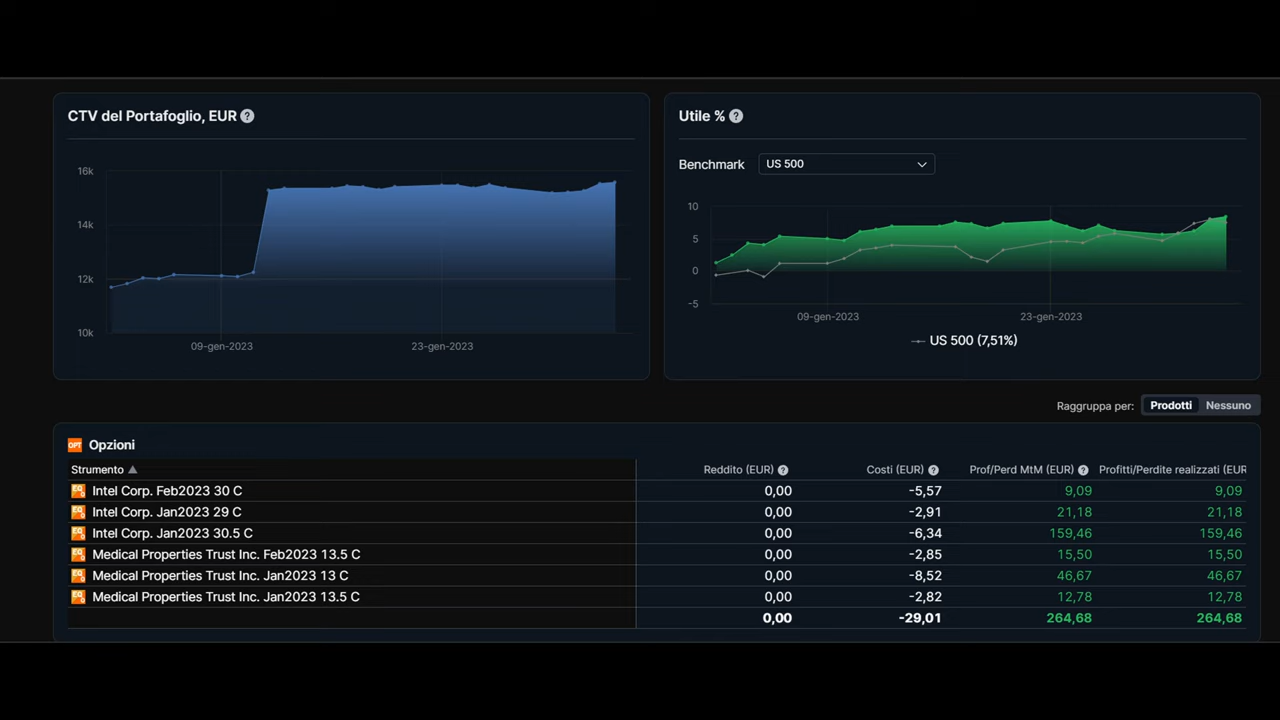 CTV del Portafoglio, EUR ?
16k
14k
12k
10k
09-gen-2023 23-gen-2023
Utile % ?
Benchmark US 500
10
5
0
-5
09-gen-2023 23-gen-2023
US 500 (7,51%)
Raggruppa per: Prodotti Nessuno
OPT Opzioni
Strumento Reddito (EUR) ? Costi (EUR) ? Prof/Perd MtM (EUR) ? Profitti/Perdite realizzati (EUR
EQ O Intel Corp. Feb2023 30 C 0,00 -5,57 9,09 9,09
EQ O Intel Corp. Jan2023 29 C 0,00 -2,91 21,18 21,18
EQ O Intel Corp. Jan2023 30.5 C 0,00 -6,34 159,46 159,46
EQ O Medical Properties Trust Inc. Feb2023 13.5 C 0,00 -2,85 15,50 15,50
EQ O Medical Properties Trust Inc. Jan2023 13 C 0,00 -8,52 46,67 46,67
EQ O Medical Properties Trust Inc. Jan2023 13.5 C 0,00 -2,82 12,78 12,78
0,00 -29,01 264,68 264,68